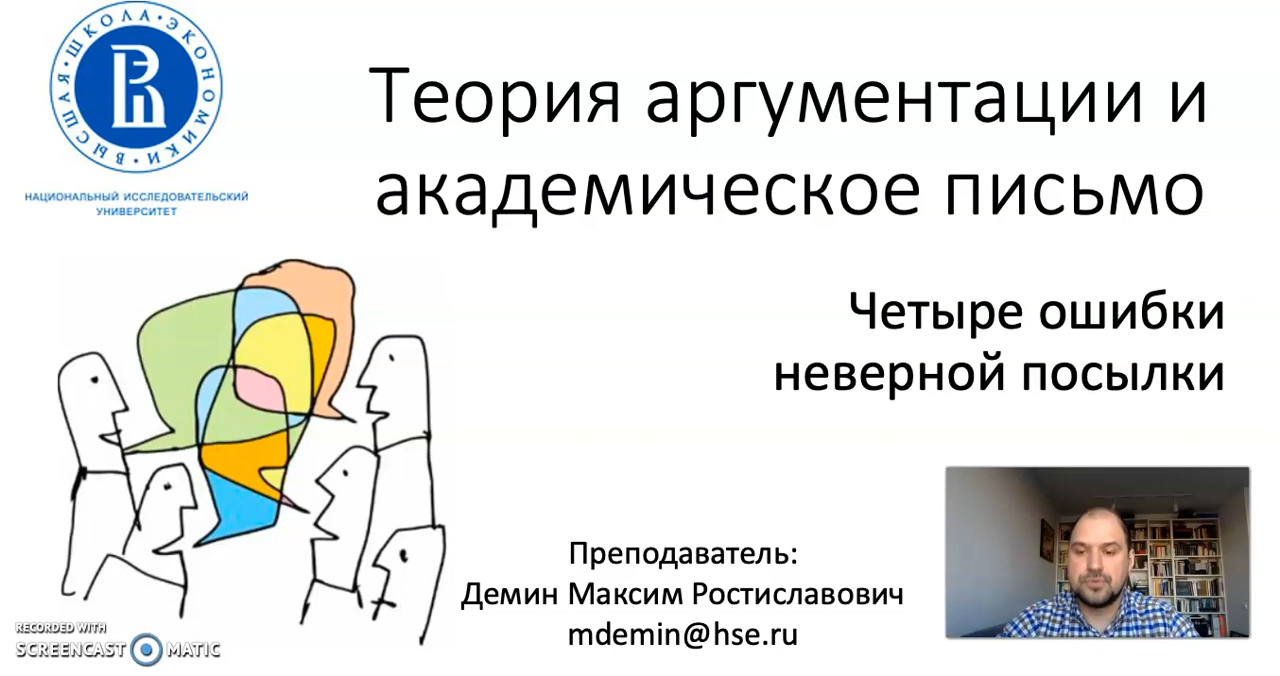 ВЫСШАЯ · ШКОЛА · ЭКОНОМИКИ ·
НАЦИОНАЛЬНЫЙ ИССЛЕДОВАТЕЛЬСКИЙ
УНИВЕРСИТЕТ
Теория аргументации и
академическое письмо
Четыре ошибки
неверной посылки
Преподаватель:
Демин Максим Ростиславович
mdemin@hse.ru
RECORDED WITH
SCREENCAST MATIC